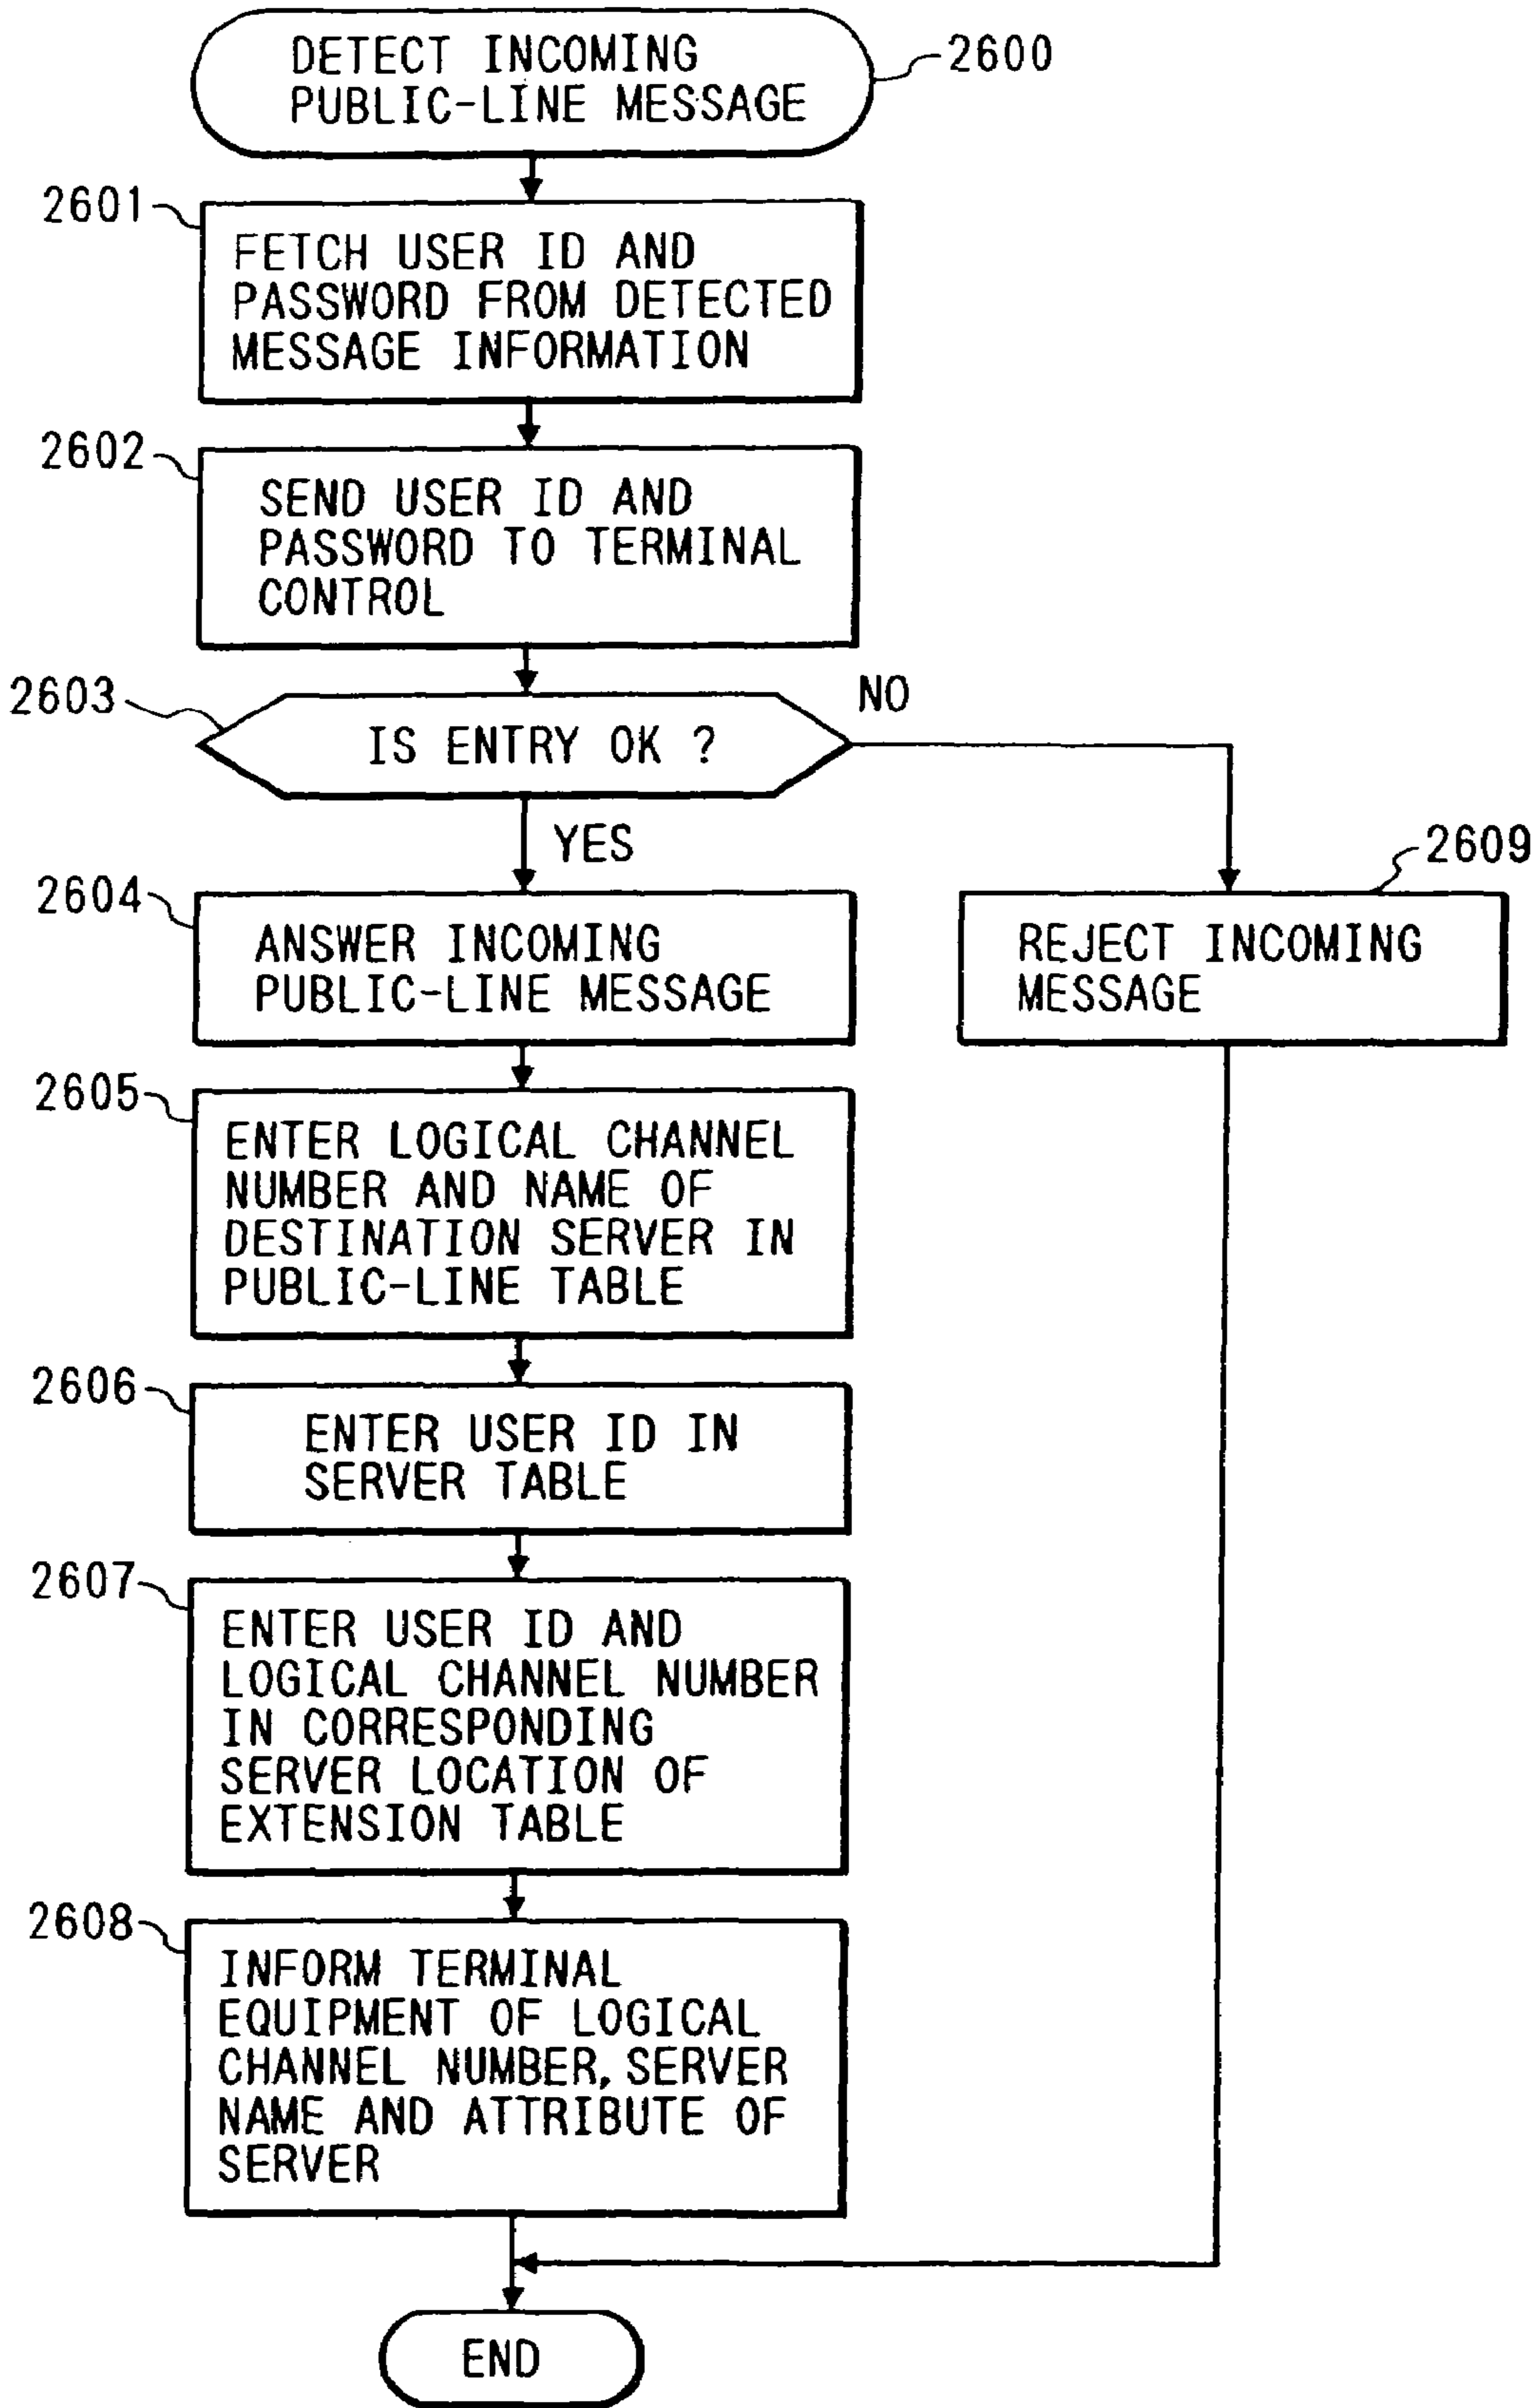 DETECT INCOMING
PUBLIC-LINE MESSAGE
2600
2601
FETCH USER ID AND
PASSWORD FROM DETECTED
MESSAGE INFORMATION
2602
SEND USER ID AND
PASSWORD TO TERMINAL
CONTROL
2603
IS ENTRY OK ?
NO
YES
2604
ANSWER INCOMING
PUBLIC-LINE MESSAGE
2609
REJECT INCOMING
MESSAGE
2605
ENTER LOGICAL CHANNEL
NUMBER AND NAME OF
DESTINATION SERVER IN
PUBLIC-LINE TABLE
2606
ENTER USER ID IN
SERVER TABLE
2607
ENTER USER ID AND
LOGICAL CHANNEL NUMBER
IN CORRESPONDING
SERVER LOCATION OF
EXTENSION TABLE
2608
INFORM TERMINAL
EQUIPMENT OF LOGICAL
CHANNEL NUMBER, SERVER
NAME AND ATTRIBUTE OF
SERVER
END